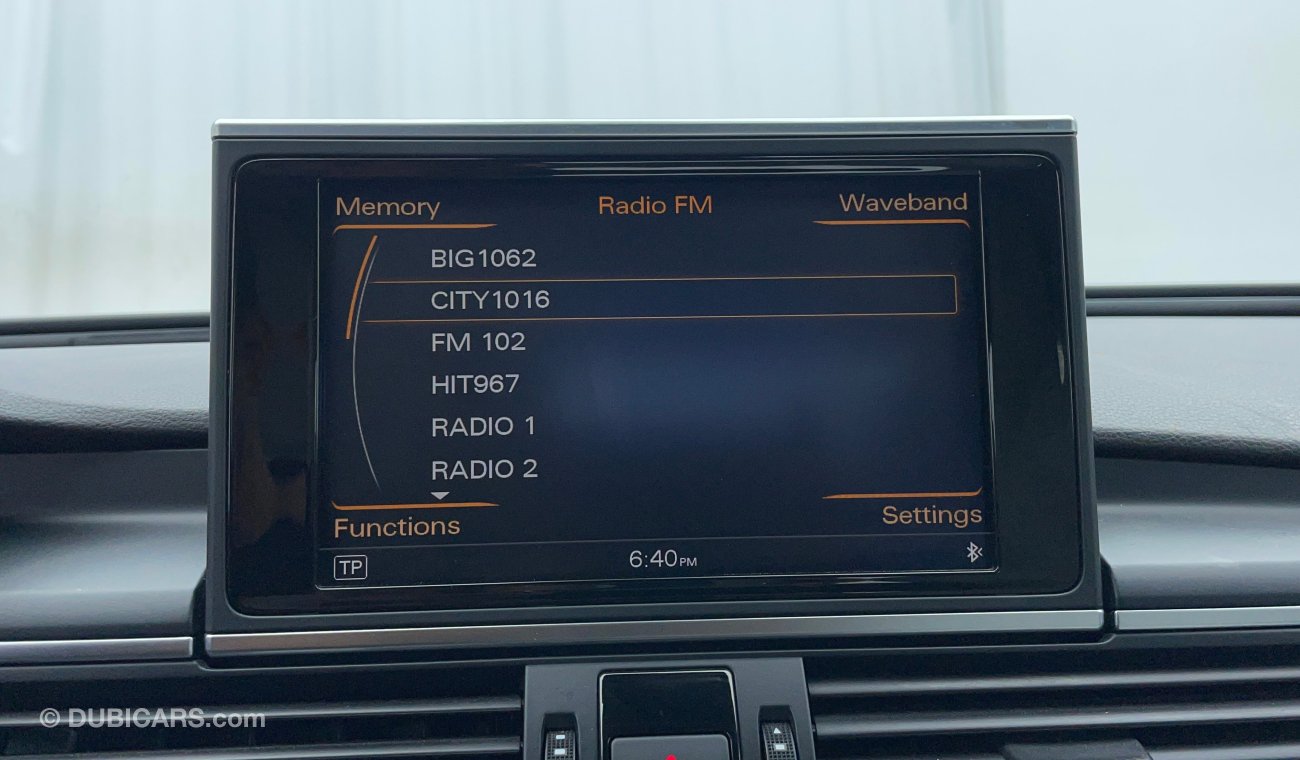 Memory Radio FM Waveband
BIG1062
CITY1016
FM 102
HIT967
RADIO 1
RADIO 2
Functions Settings
TP 6:40PM
© DUBICARS.com